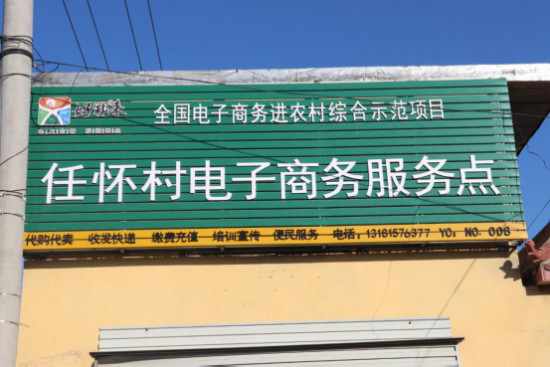 全国电子商务进农村综合示范项目
任怀村电子商务服务点
代购代卖 收发快递 缴费充值 培训宣传 便民服务 电话：13161576377 YC：NO．008